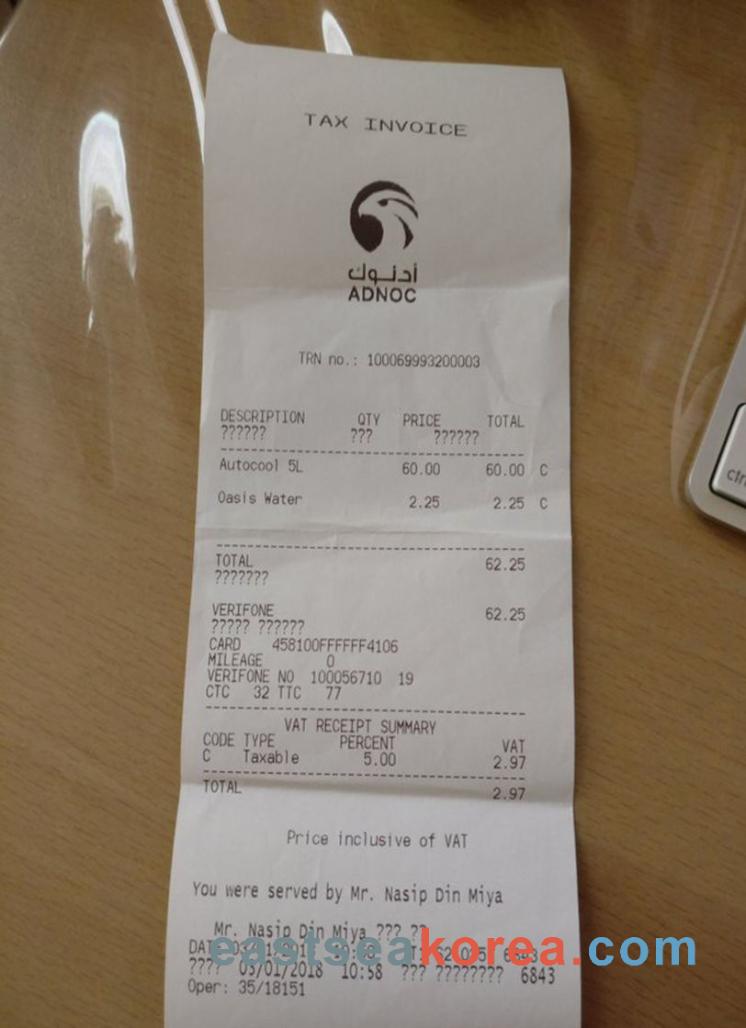 TAX INVOICE
أدنـوك
ADNOC
TRN no.: 100069993200003
DESCRIPTION QTY PRICE TOTAL
?????? ??? ??????
Autocool 5L 60.00 60.00 C
Oasis Water 2.25 2.25 C
TOTAL 62.25
???????
VERIFONE 62.25
????? ??????
CARD 458100FFFFFF4106
MILEAGE 0
VERIFONE NO 100056710 19
CTC 32 TTC 77
VAT RECEIPT SUMMARY
CODE TYPE PERCENT VAT
C Taxable 5.00 2.97
TOTAL 2.97
Price inclusive of VAT
You were served by Mr. Nasip Din Miya
Mr. Nasip Din Miya ??? ??
eastseakorea.com
???? 03/01/2018 10:58 ??? ???????? 6843
Oper: 35/18151
ctrl